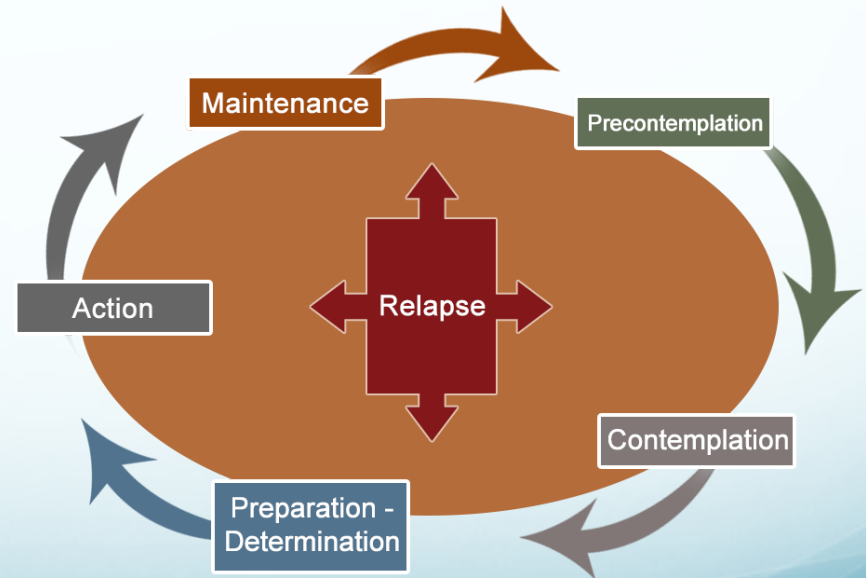 Maintenance
Precontemplation
Relapse
Action
Contemplation
Preparation -
Determination